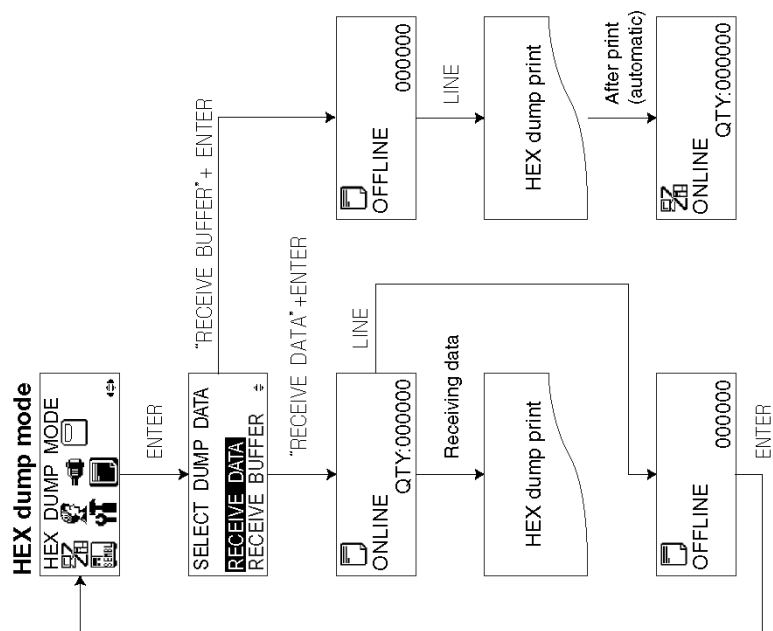 HEX dump mode
HEX DUMP MODE
ENTER
SELECT DUMP DATA
RECEIVE DATA
RECEIVE BUFFER
"RECEIVE BUFFER"+ ENTER
"RECEIVE DATA"+ENTER
ONLINE
QTY:000000
LINE
Receiving data
HEX dump print
OFFLINE
000000
ENTER
OFFLINE
000000
LINE
HEX dump print
After print
(automatic)
ONLINE
QTY:000000